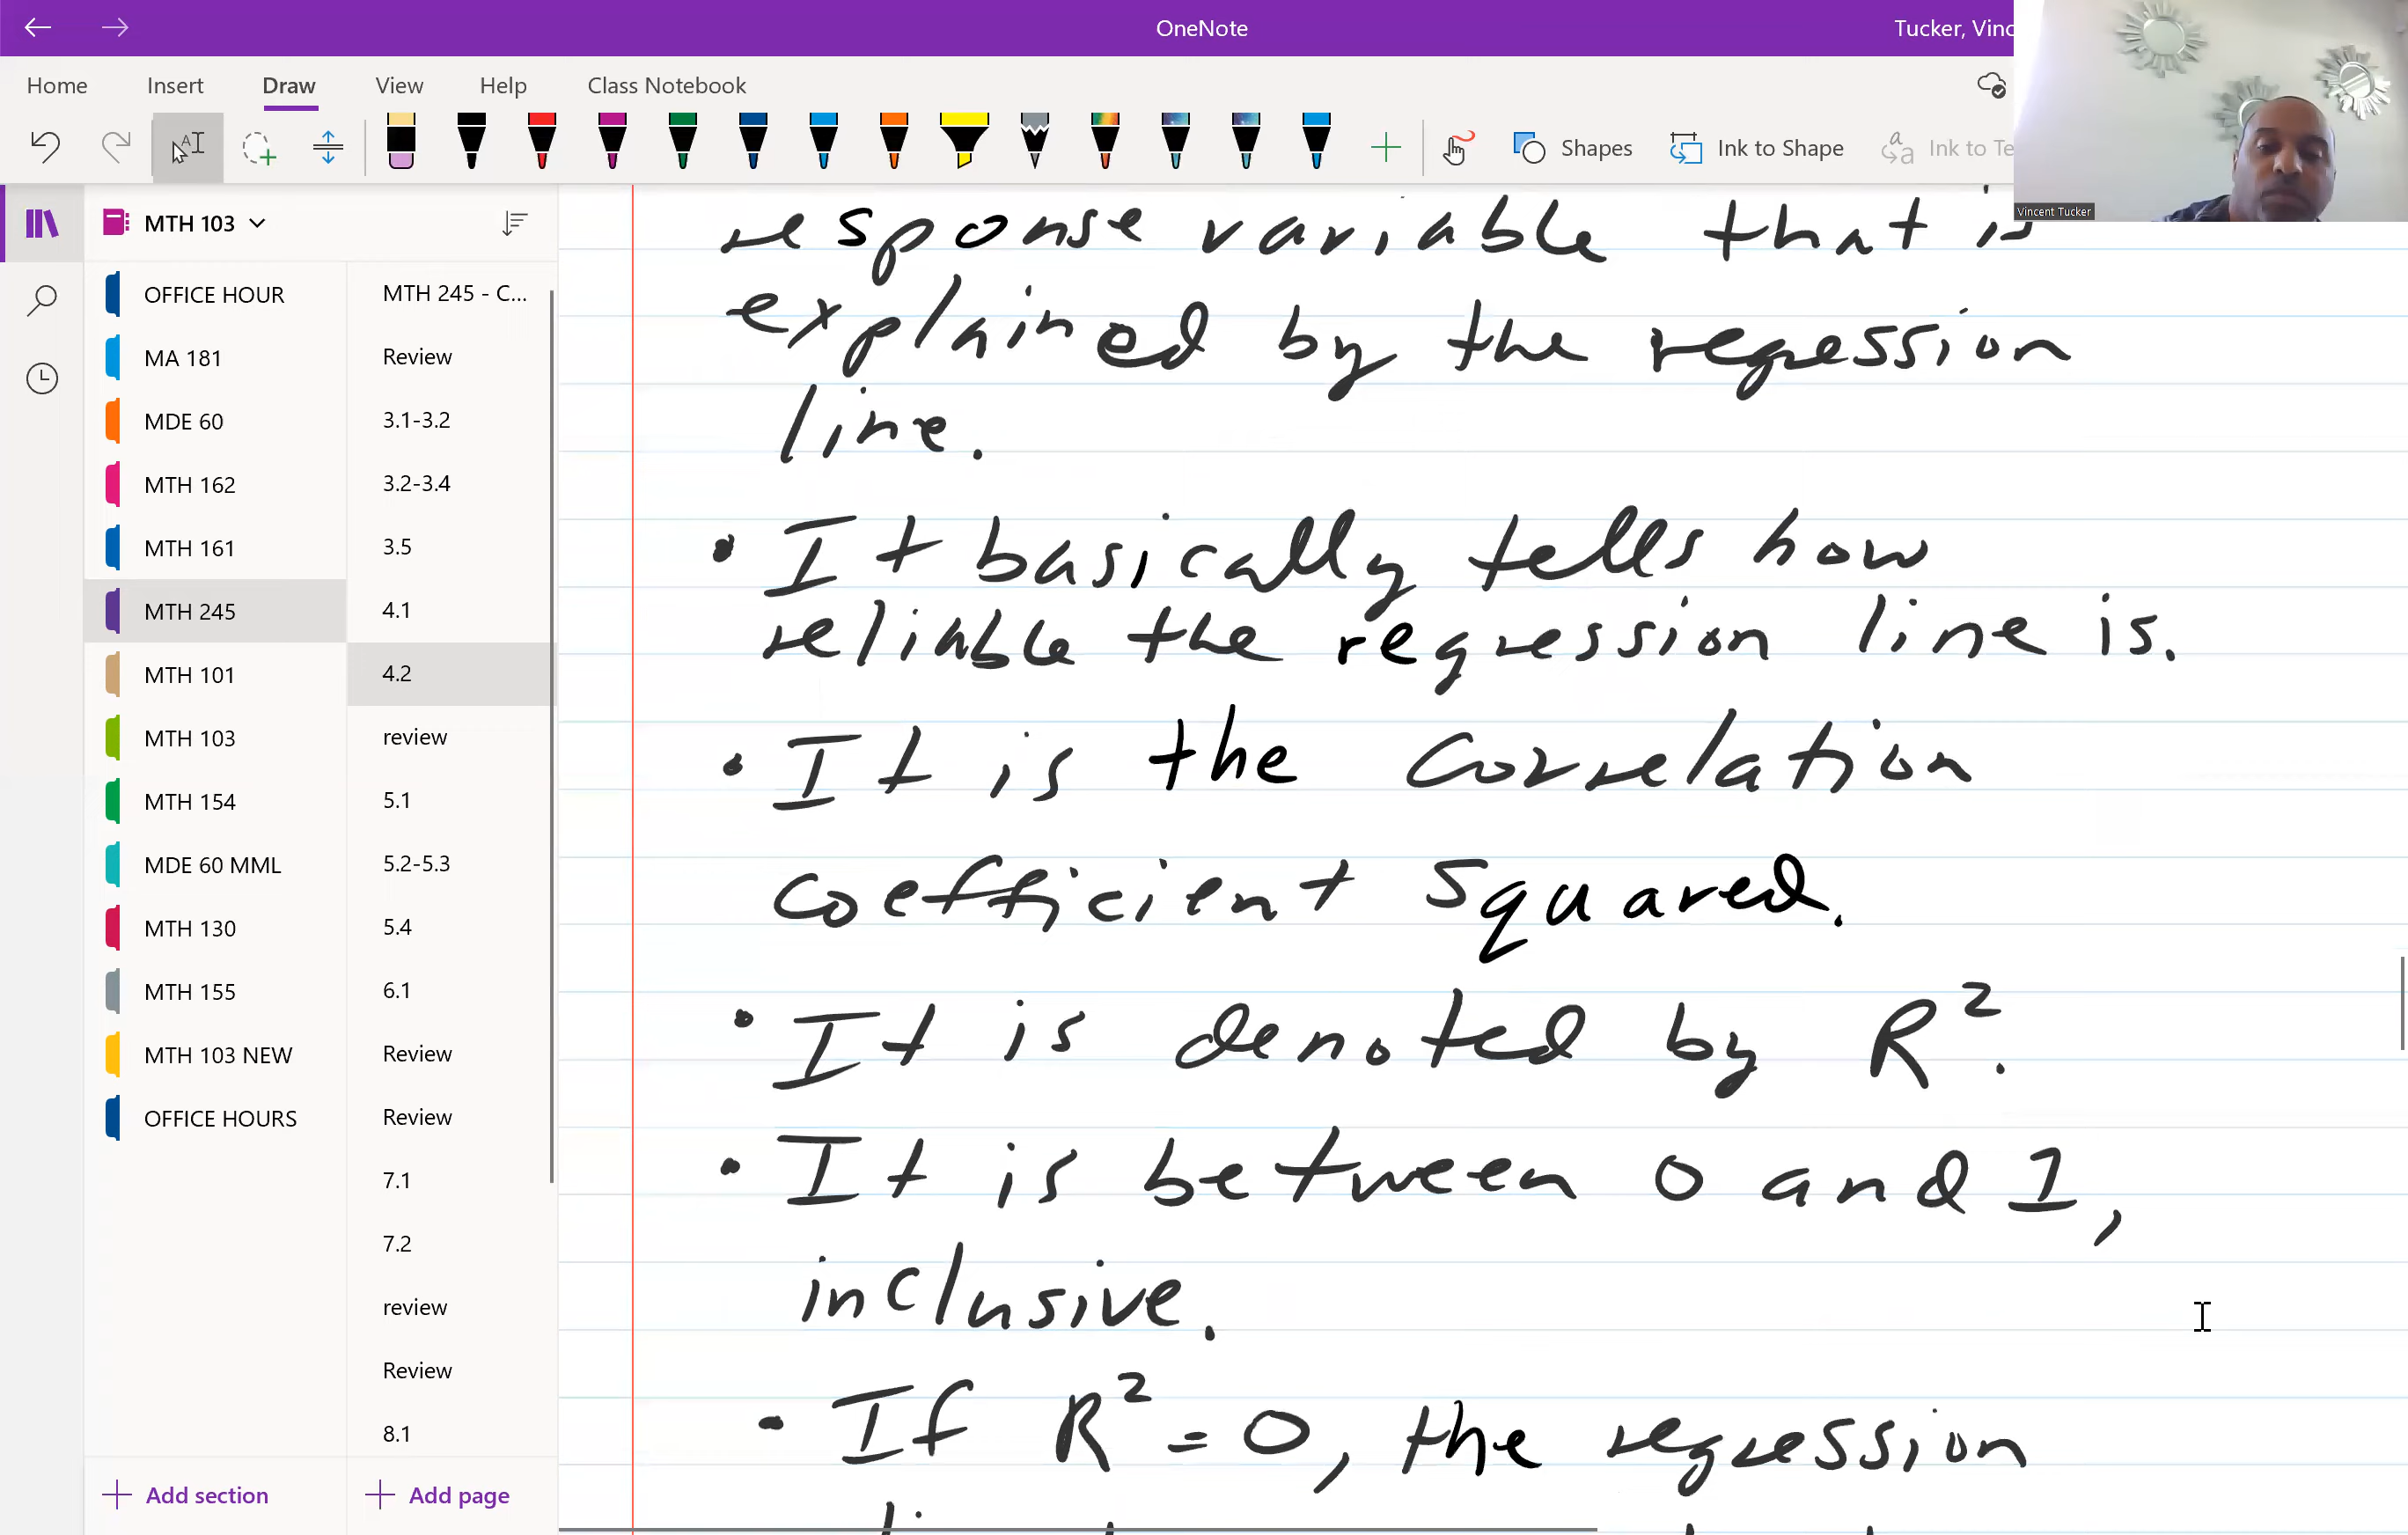 OneNote
Tucker, Vinc
Home Insert Draw View Help Class Notebook
Shapes Ink to Shape Ink to Te
Vincent Tucker
MTH 103
OFFICE HOUR
MA 181
MDE 60
MTH 162
MTH 161
MTH 245
MTH 101
MTH 103
MTH 154
MDE 60 MML
MTH 130
MTH 155
MTH 103 NEW
OFFICE HOURS
Add section
MTH 245 - C...
Review
3.1-3.2
3.2-3.4
3.5
4.1
4.2
review
5.1
5.2-5.3
5.4
6.1
Review
Review
7.1
7.2
review
Review
8.1
Add page
response variable that is
explained by the regression
line.
• It basically tells how
reliable the regression line is.
• It is the correlation
coefficient squared.
• It is denoted by R².
• It is between 0 and 1,
inclusive.
• If R² = 0, the regression